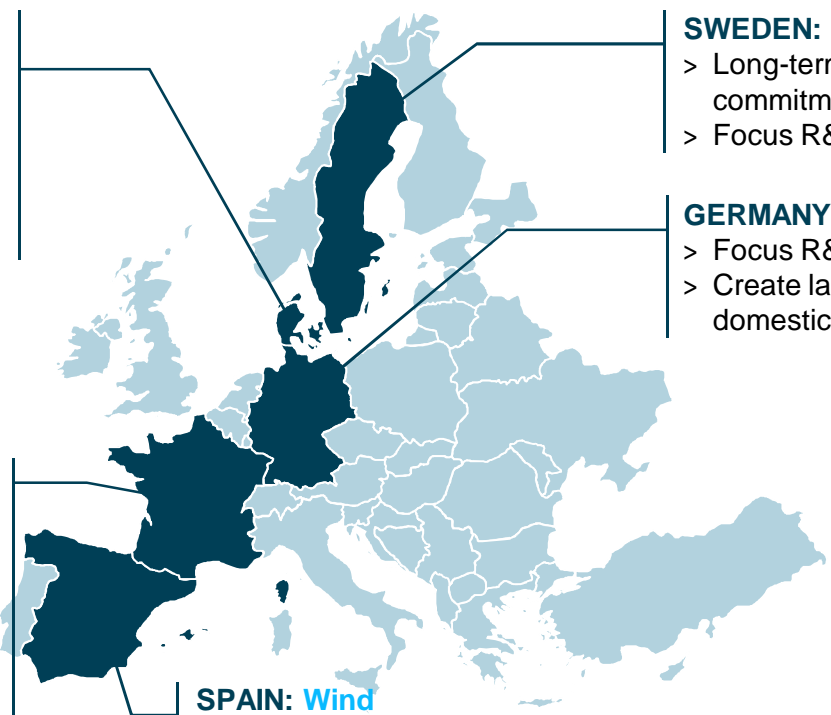 SWEDEN:
> Long-term
commitm
> Focus R&
GERMANY
> Focus R&
> Create la
domestic
SPAIN: Wind